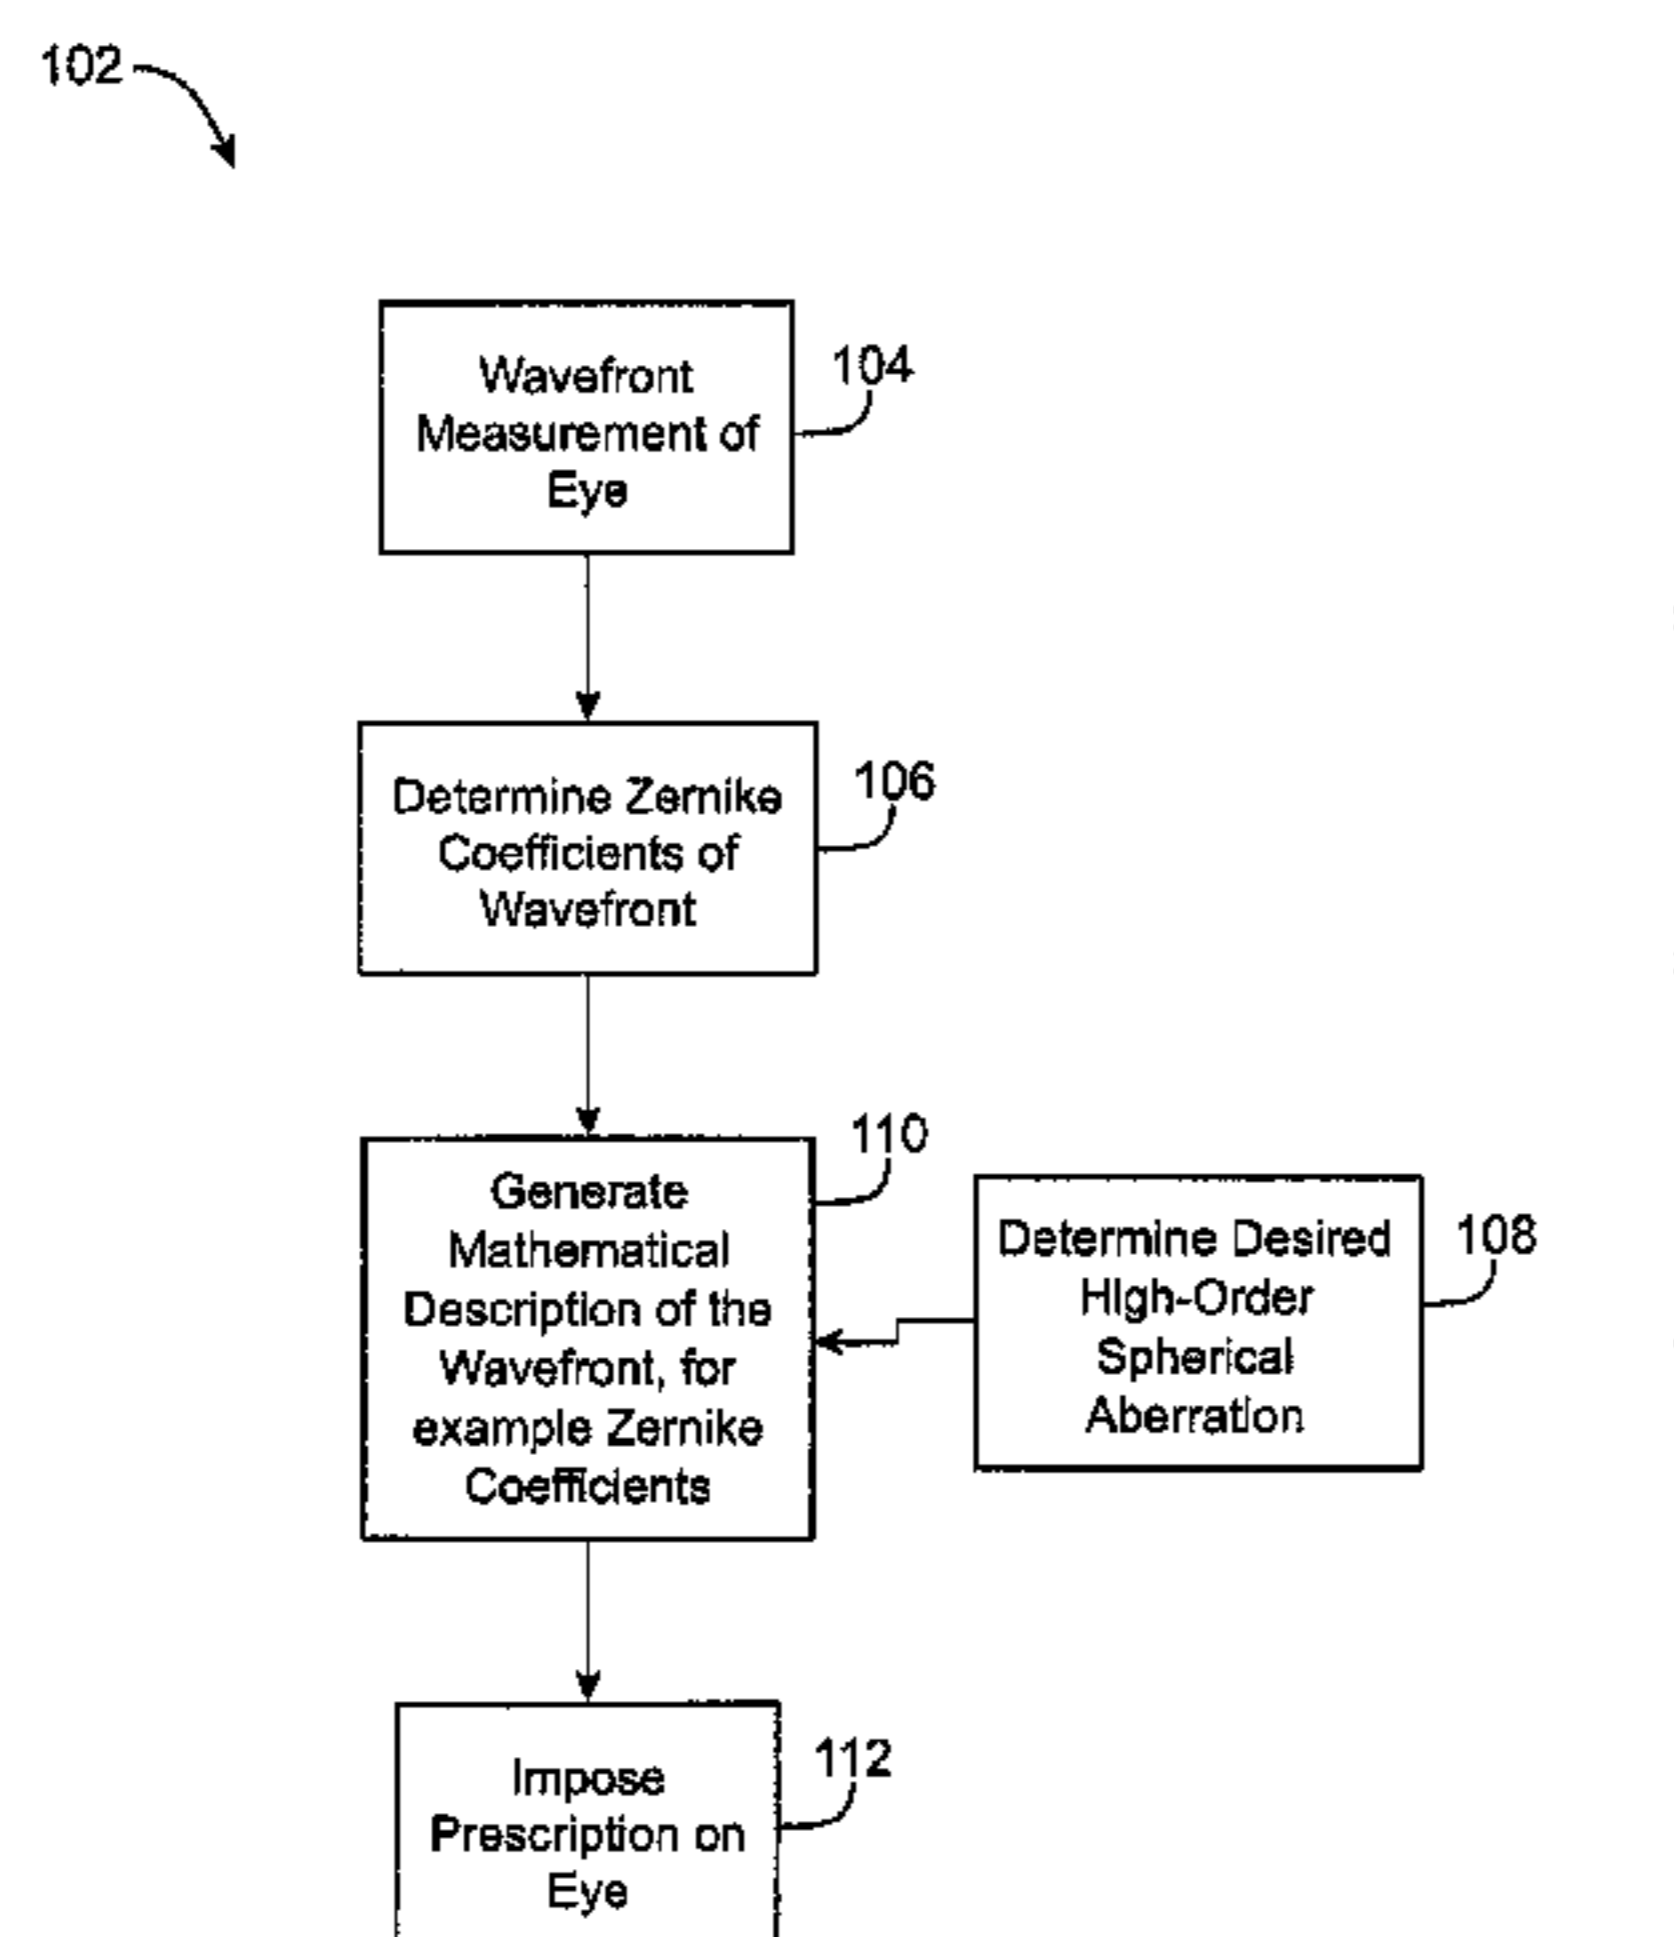 102
Wavefront
Measurement of
Eye
104
Determine Zernike
Coefficients of
Wavefront
106
Generate
Mathematical
Description of the
Wavefront, for
example Zernike
Coefficients
110
Determine Desired
High-Order
Spherical
Aberration
108
Impose
Prescription on
Eye
112